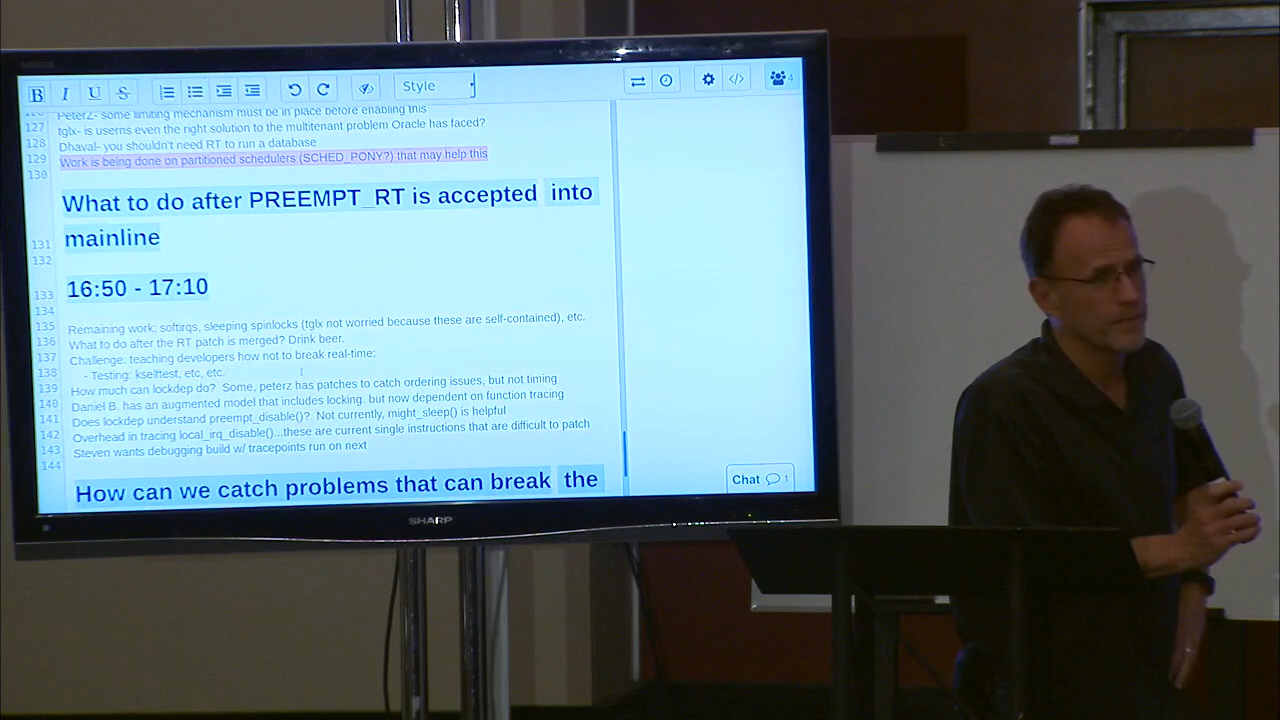 B I U S Style </> 4
PeterZ- some limiting mechanism must be in place before enabling this
127 tglx- is userns even the right solution to the multitenant problem Oracle has faced?
128 Dhaval- you shouldn't need RT to run a database
129 Work is being done on partitioned schedulers (SCHED_PONY?) that may help this
130
What to do after PREEMPT_RT is accepted into
131 mainline
132
133 16:50 - 17:10
134
135 Remaining work; softirqs, sleeping spinlocks (tglx not worried because these are self-contained), etc.
136 What to do after the RT patch is merged? Drink beer.
137 Challenge: teaching developers how not to break real-time:
138 - Testing: kselftest, etc, etc.
139 How much can lockdep do? Some, peterz has patches to catch ordering issues, but not timing
140 Daniel B. has an augmented model that includes locking. but now dependent on function tracing
141 Does lockdep understand preempt_disable()? Not currently, might_sleep() is helpful
142 Overhead in tracing local_irq_disable()...these are current single instructions that are difficult to patch
143 Steven wants debugging build w/ tracepoints run on next
144
How can we catch problems that can break the
Chat 1
SHARP